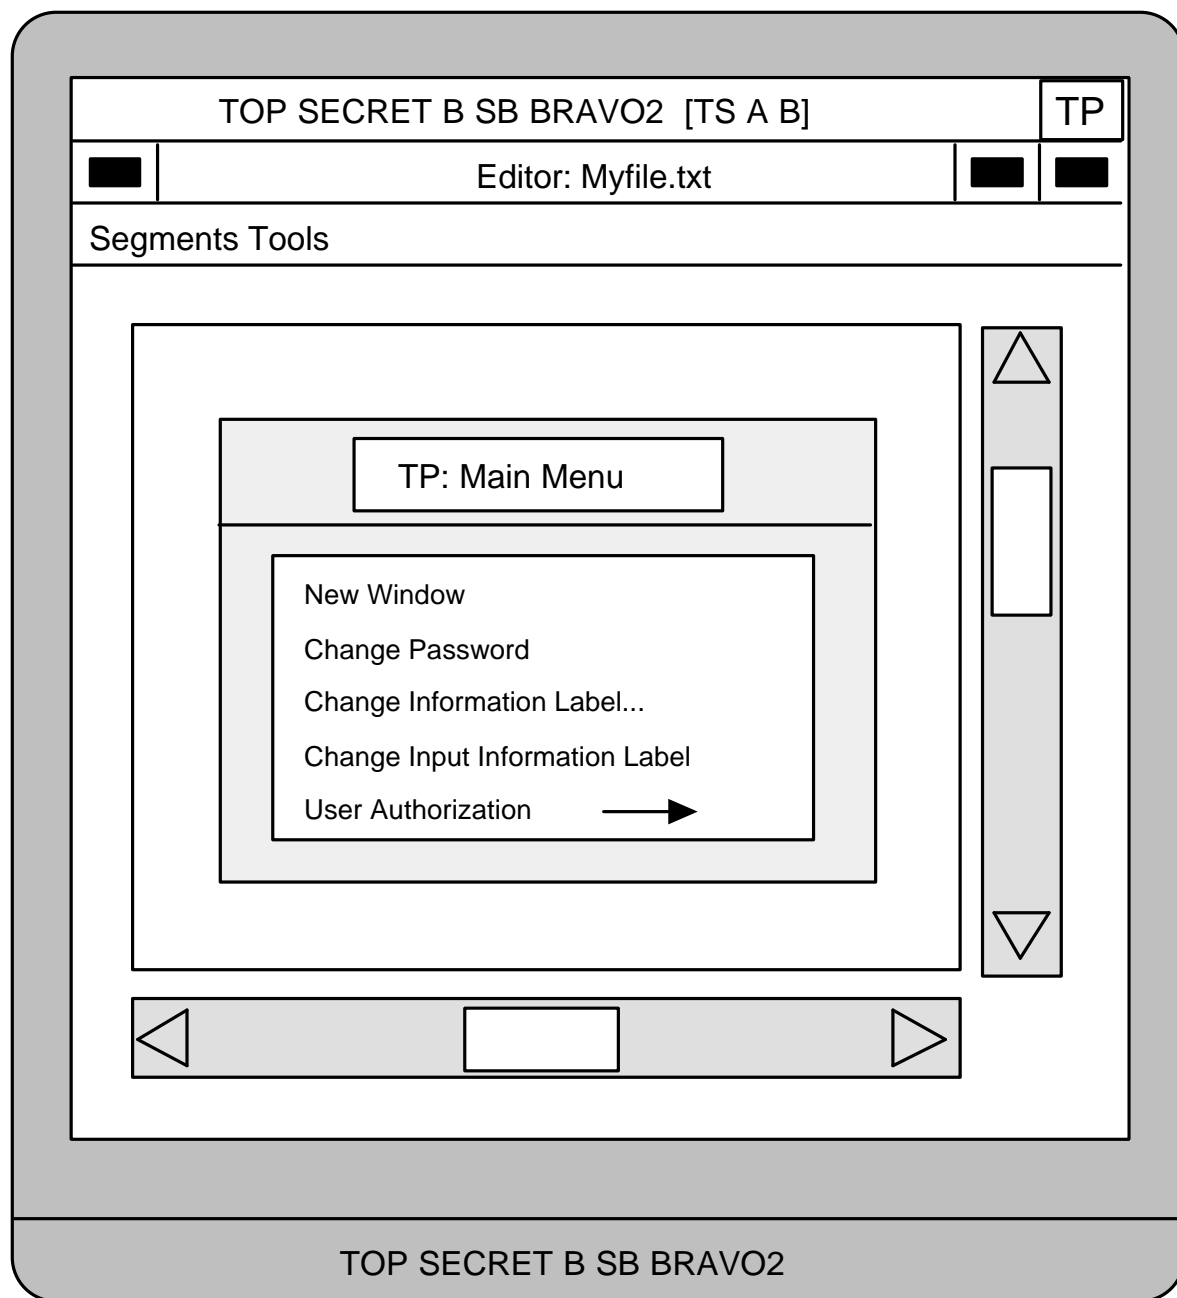 TOP SECRET B SB BRAVO2 [TS A B] TP
Editor: Myfile.txt
Segments Tools
TP: Main Menu
New Window
Change Password
Change Information Label...
Change Input Information Label
User Authorization
TOP SECRET B SB BRAVO2